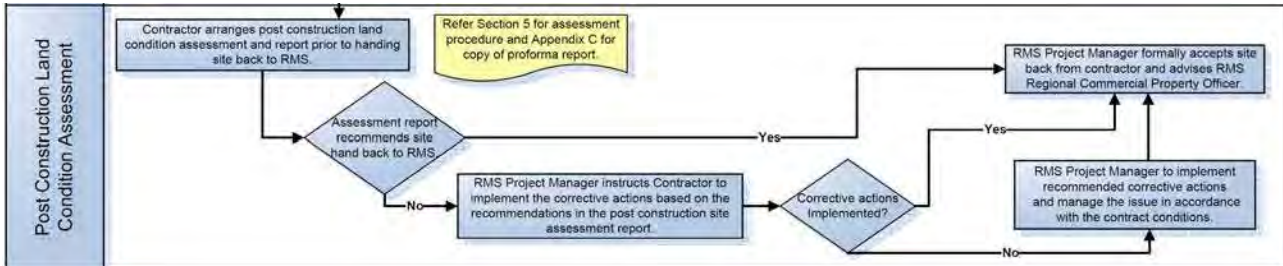 Post Construction Land
Condition Assessment
Contractor arranges post construction land
condition assessment and report prior to handing
site back to RMS.
Refer Section 5 for assessment
procedure and Appendix C for
copy of proforma report.
RMS Project Manager formally accepts site
back from contractor and advises RMS
Regional Commercial Property Officer.
Assessment report
recommends site
hand back to RMS.
Yes
Yes
No
RMS Project Manager instructs Contractor to
implement the corrective actions based on the
recommendations in the post construction site
assessment report.
Corrective actions
Implemented?
RMS Project Manager to implement
recommended corrective actions
and manage the issue in accordance
with the contract conditions.
No